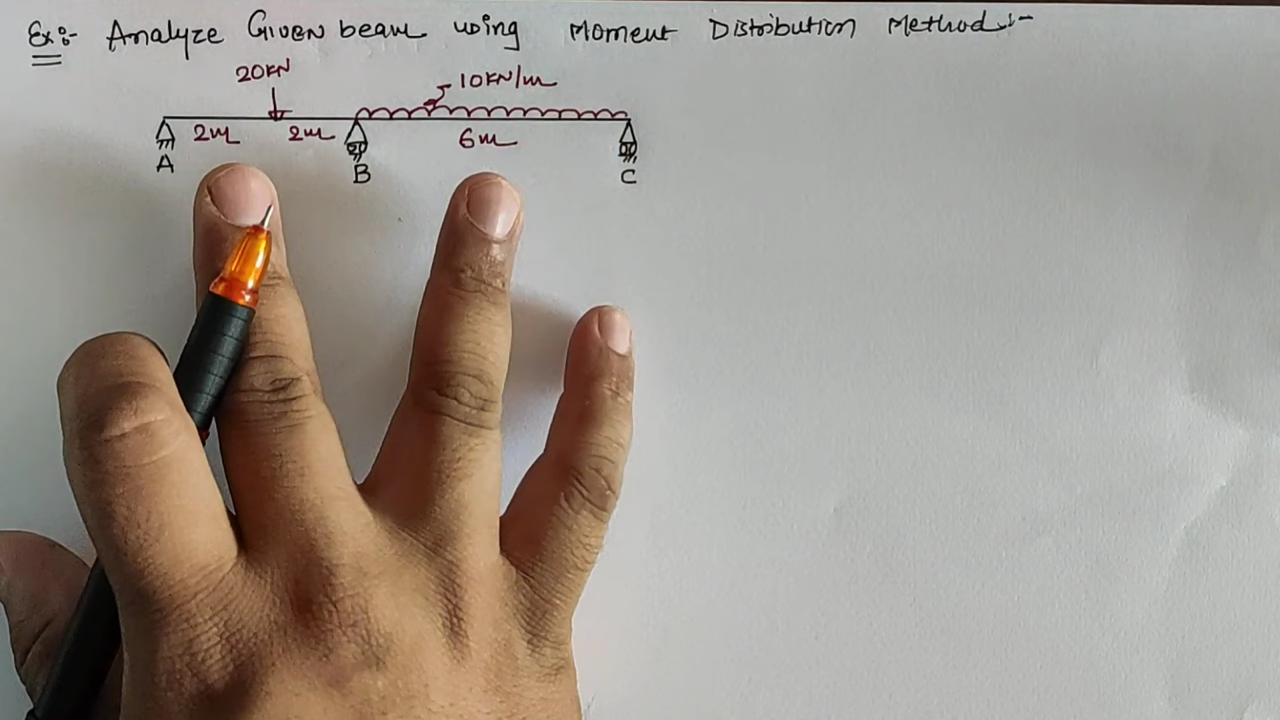 Ex:- Analyze Given beam using Moment Distribution Method:-
20KN
10KN/m
2m 2m 6m
A B C